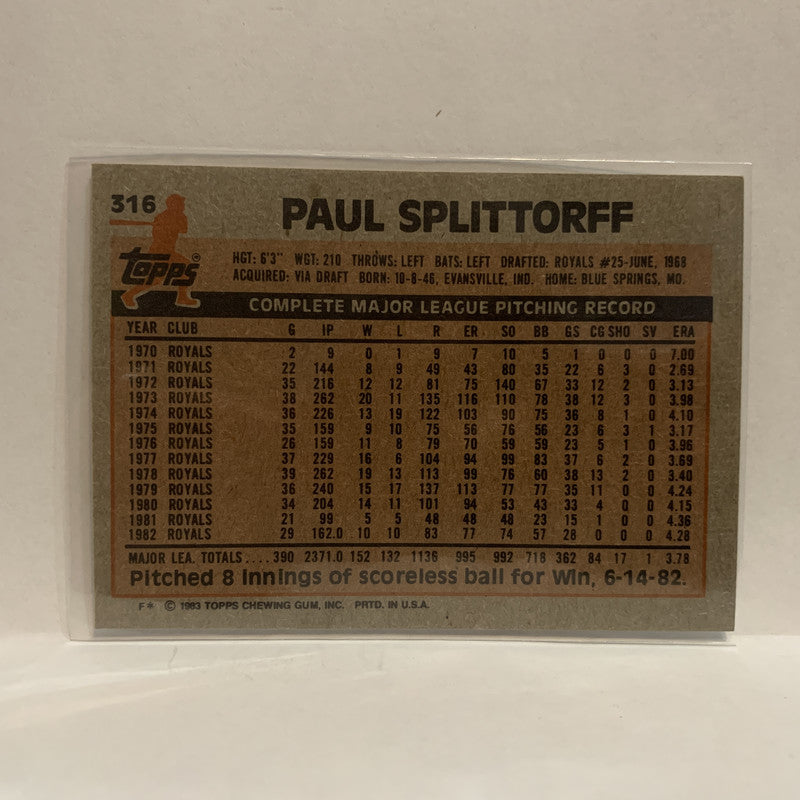 316 PAUL SPLITTORFF
Topps®
HGT: 6'3" WGT: 210 THROWS: LEFT BATS: LEFT DRAFTED: ROYALS #25-JUNE, 1968
ACQUIRED: VIA DRAFT BORN: 10-8-46, EVANSVILLE, IND. HOME: BLUE SPRINGS, MO.
COMPLETE MAJOR LEAGUE PITCHING RECORD
YEAR CLUB G IP W L R ER SO BB GS CG SHO SV ERA
1970 ROYALS 2 9 0 1 9 7 10 5 1 0 0 0 7.00
1971 ROYALS 22 144 8 9 49 43 80 35 22 6 3 0 2.69
1972 ROYALS 35 216 12 12 81 75 140 67 33 12 2 0 3.13
1973 ROYALS 38 262 20 11 135 116 110 78 38 12 3 0 3.98
1974 ROYALS 36 226 13 19 122 103 90 75 36 8 1 0 4.10
1975 ROYALS 35 159 9 10 75 56 76 56 23 6 3 1 3.17
1976 ROYALS 26 159 11 8 79 70 59 59 23 5 1 0 3.96
1977 ROYALS 37 229 16 6 104 94 99 83 37 6 2 0 3.69
1978 ROYALS 39 262 19 13 113 99 76 60 38 13 2 0 3.40
1979 ROYALS 36 240 15 17 137 113 77 77 35 11 0 0 4.24
1980 ROYALS 34 204 14 11 101 94 53 43 33 4 0 0 4.15
1981 ROYALS 21 99 5 5 48 48 48 23 15 1 0 0 4.36
1982 ROYALS 29 162.0 10 10 83 77 74 57 28 0 0 0 4.28
MAJOR LEA. TOTALS .... 390 2371.0 152 132 1136 995 992 718 362 84 17 1 3.78
Pitched 8 innings of scoreless ball for win, 6-14-82.
F* © 1983 TOPPS CHEWING GUM, INC. PRTD. IN U.S.A.